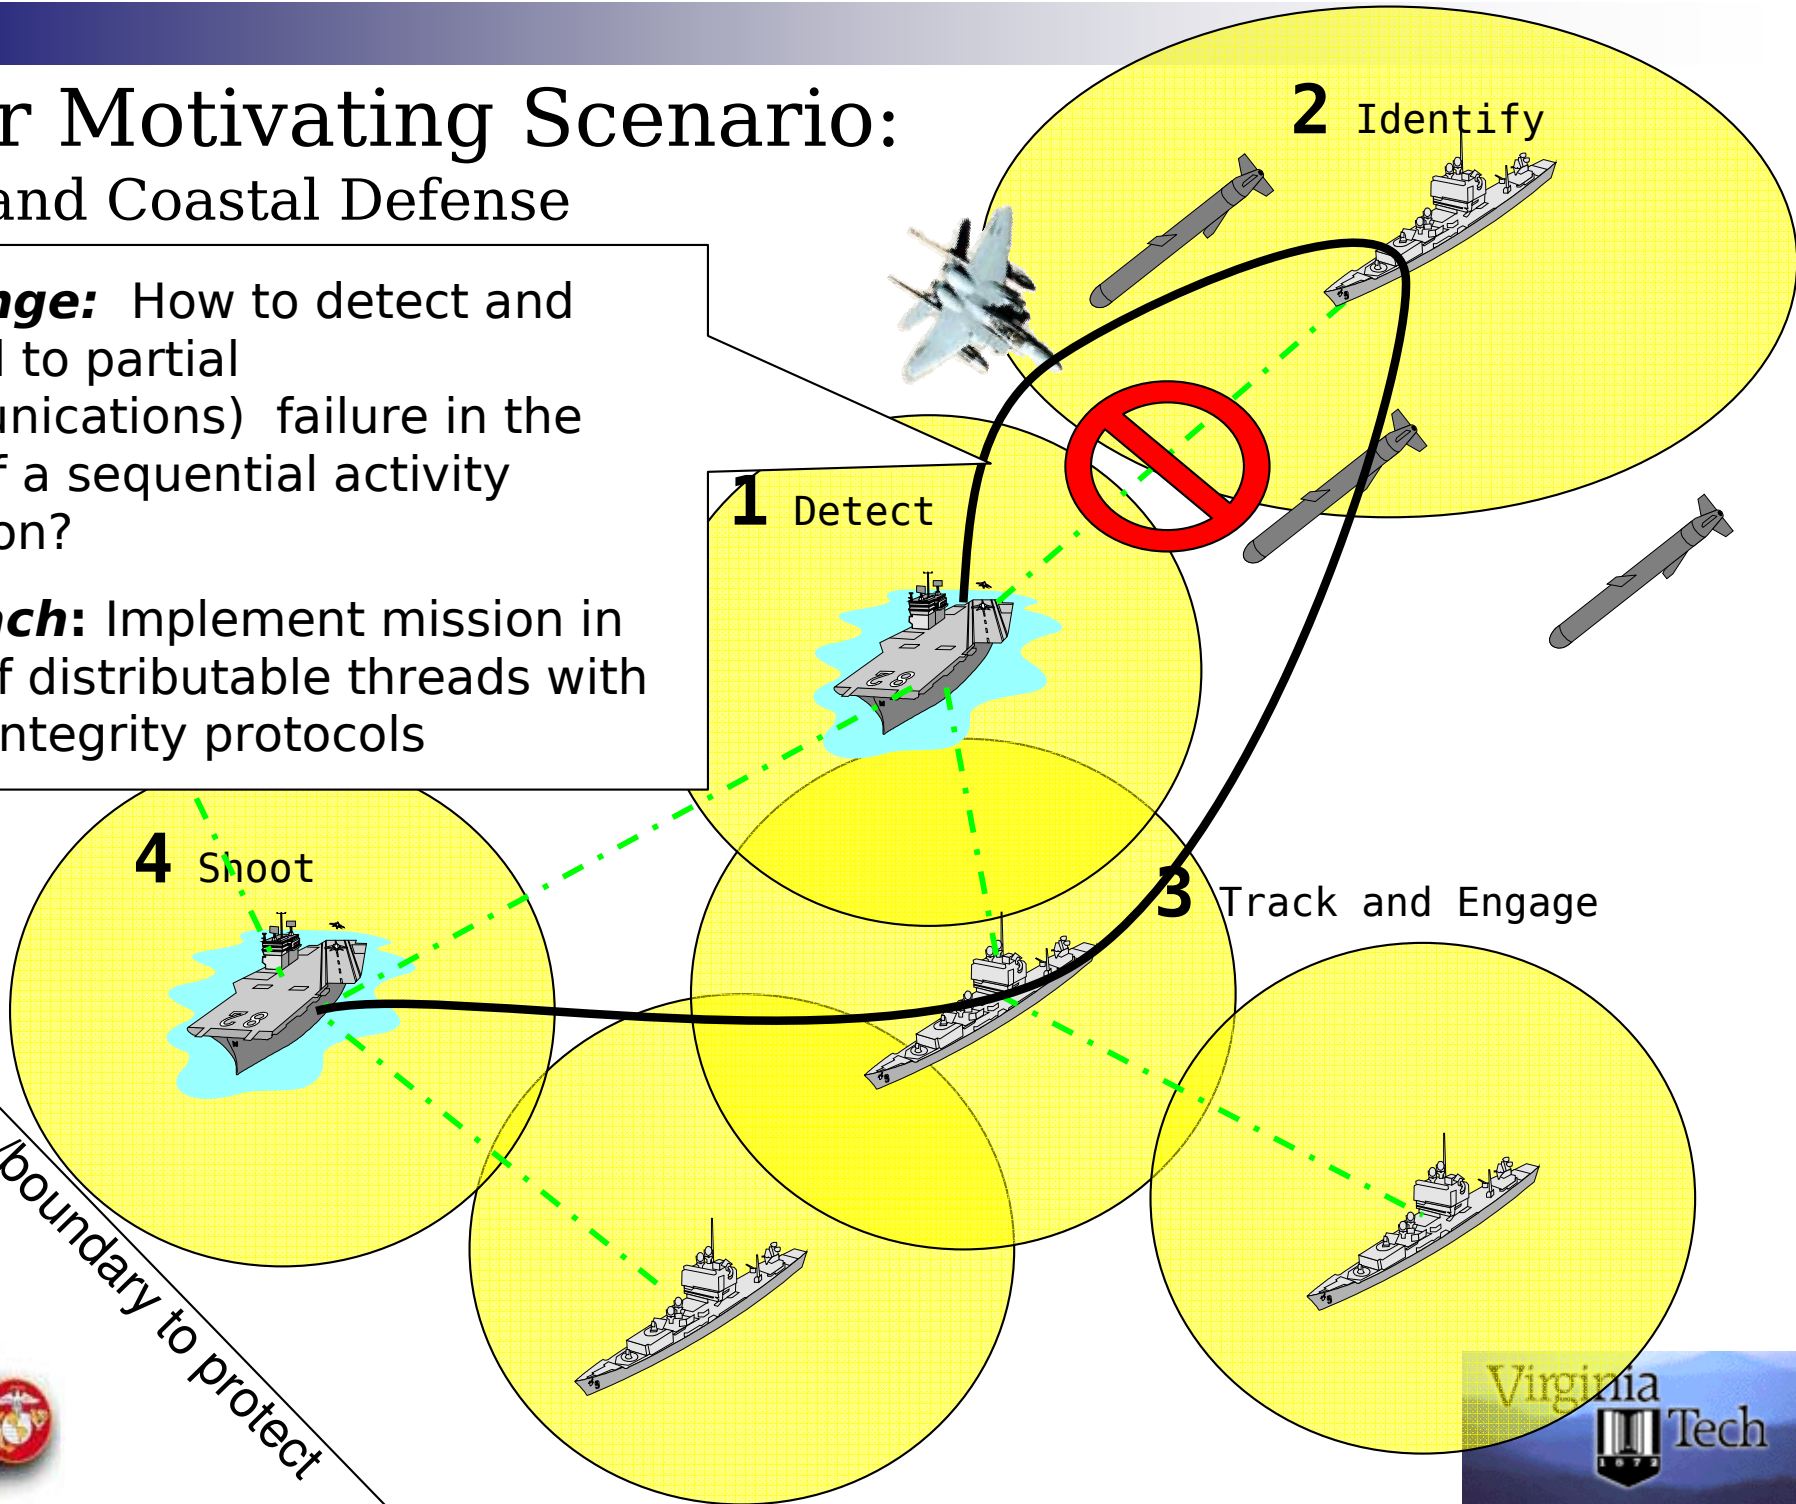 r Motivating Scenario:
and Coastal Defense
nge: How to detect and
l to partial
unications) failure in the
f a sequential activity
on?
ach: Implement mission in
f distributable threads with
ntegrity protocols
2 Identify
1 Detect
4 Shoot
3 Track and Engage
/boundary to protect
Virginia
Tech
1872